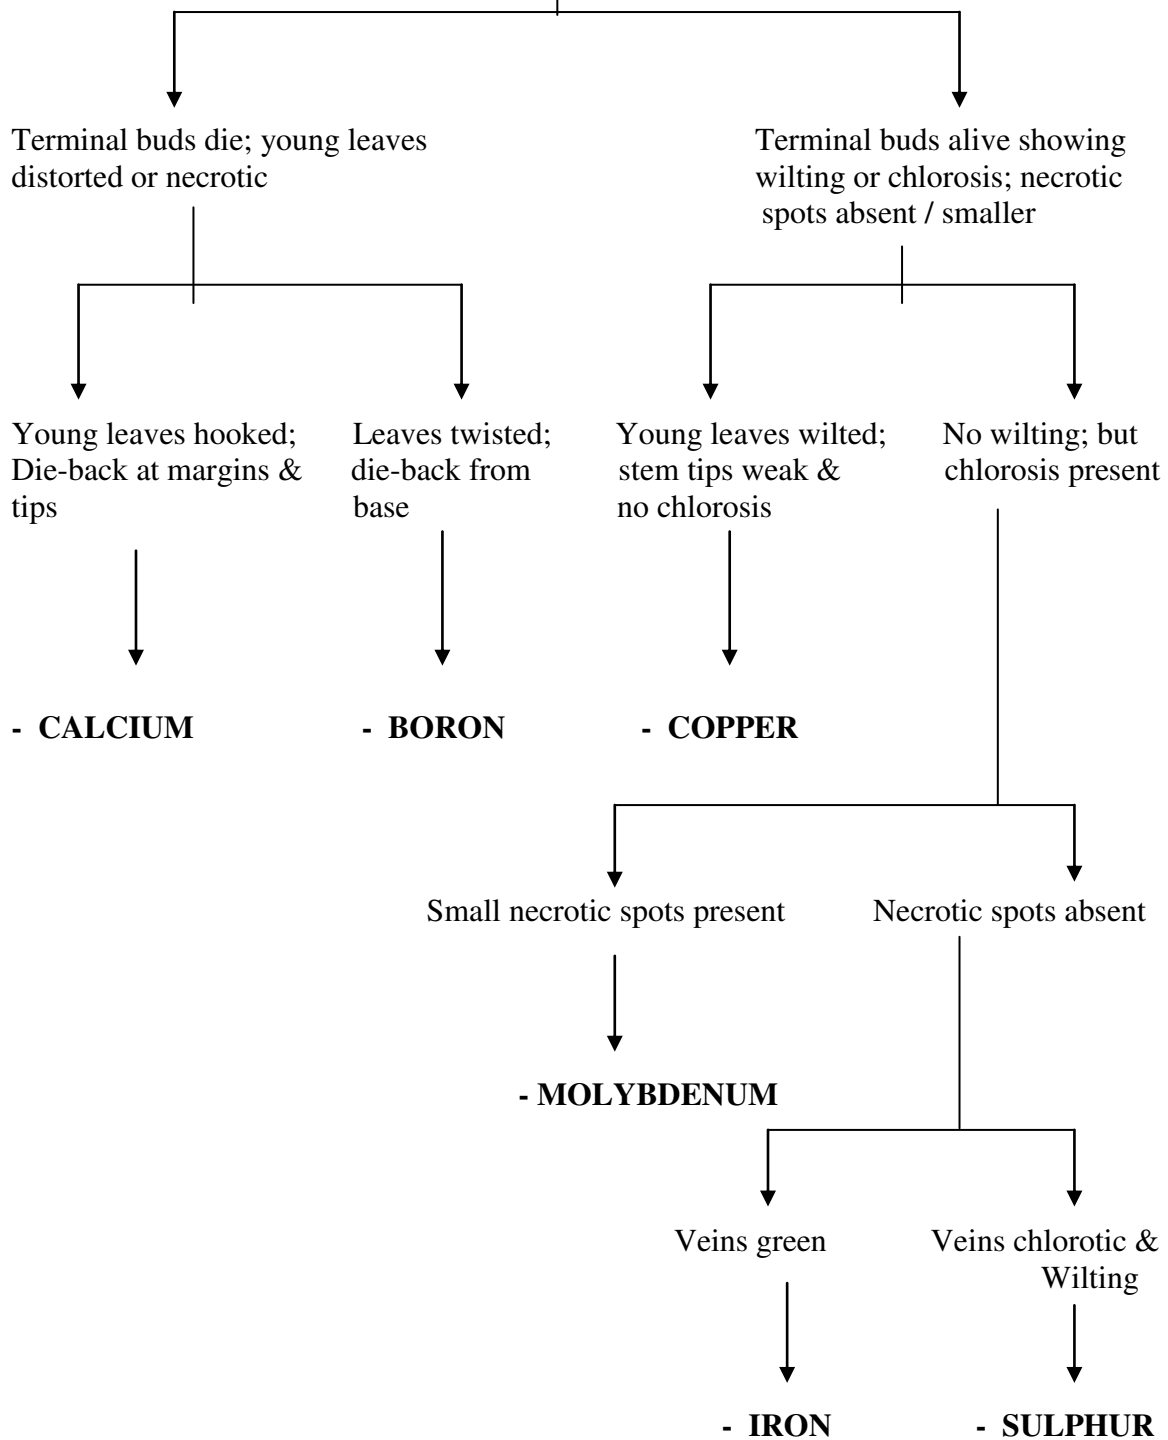 Terminal buds die; young leaves
distorted or necrotic
Terminal buds alive showing
wilting or chlorosis; necrotic
spots absent / smaller
Young leaves hooked;
Die-back at margins &
tips
Leaves twisted;
die-back from
base
Young leaves wilted;
stem tips weak &
no chlorosis
No wilting; but
chlorosis present
- CALCIUM
- BORON
- COPPER
Small necrotic spots present
Necrotic spots absent
- MOLYBDENUM
Veins green
Veins chlorotic &
Wilting
- IRON
- SULPHUR